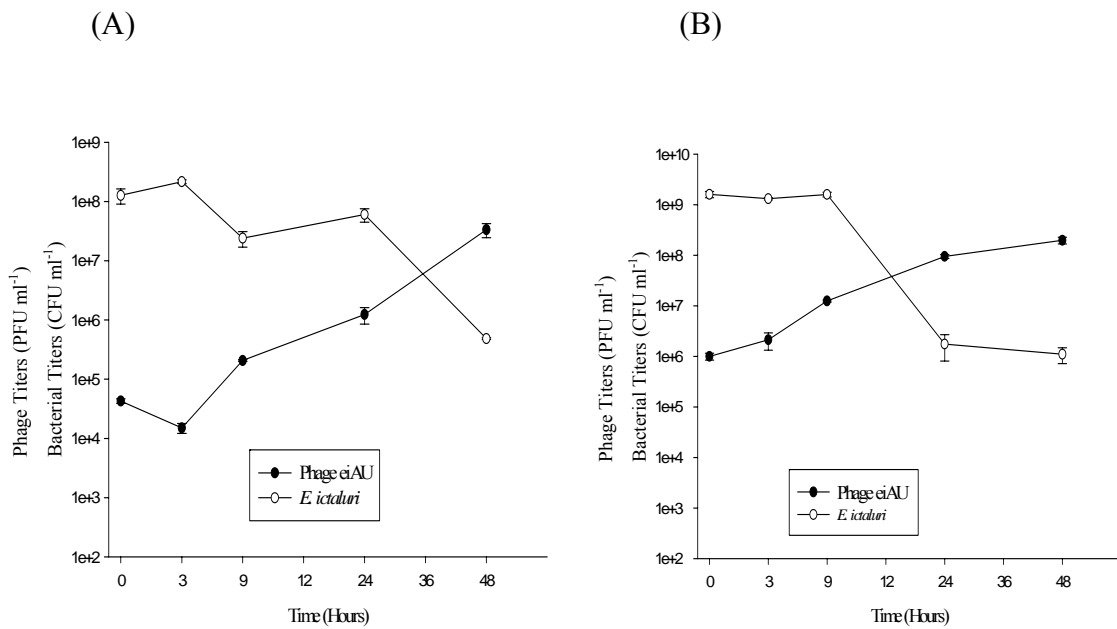 (A)
(B)
Phage Titers (PFU ml-1)
Bacterial Titers (CFU ml-1)
1e+9
1e+8
1e+7
1e+6
1e+5
1e+4
1e+3
1e+2
Phage eiAU
E ictaluri
0 3 9 12 24 36 48
Time (Hours)
Phage Titers (PFU ml-1)
Bacterial Titers (CFU ml-1)
1e+10
1e+9
1e+8
1e+7
1e+6
1e+5
1e+4
1e+3
1e+2
Phage eiAU
E ictaluri
0 3 9 12 24 36 48
Time (Hours)